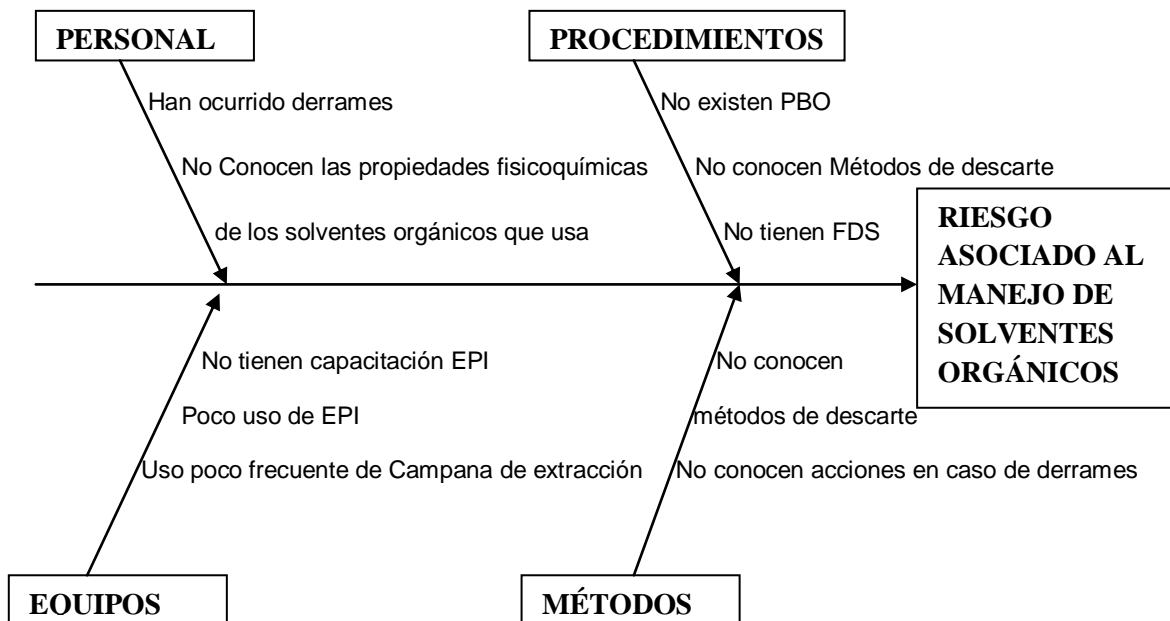 PERSONAL
PROCEDIMIENTOS
Han ocurrido derrames
No existen PBO
No Conocen las propiedades fisicoquímicas
No conocen Métodos de descarte
de los solventes orgánicos que usa
No tienen FDS
RIESGO
ASOCIADO AL
MANEJO DE
SOLVENTES
ORGÁNICOS
No tienen capacitación EPI
No conocen
Poco uso de EPI
métodos de descarte
Uso poco frecuente de Campana de extracción
No conocen acciones en caso de derrames
EQUIPOS
MÉTODOS